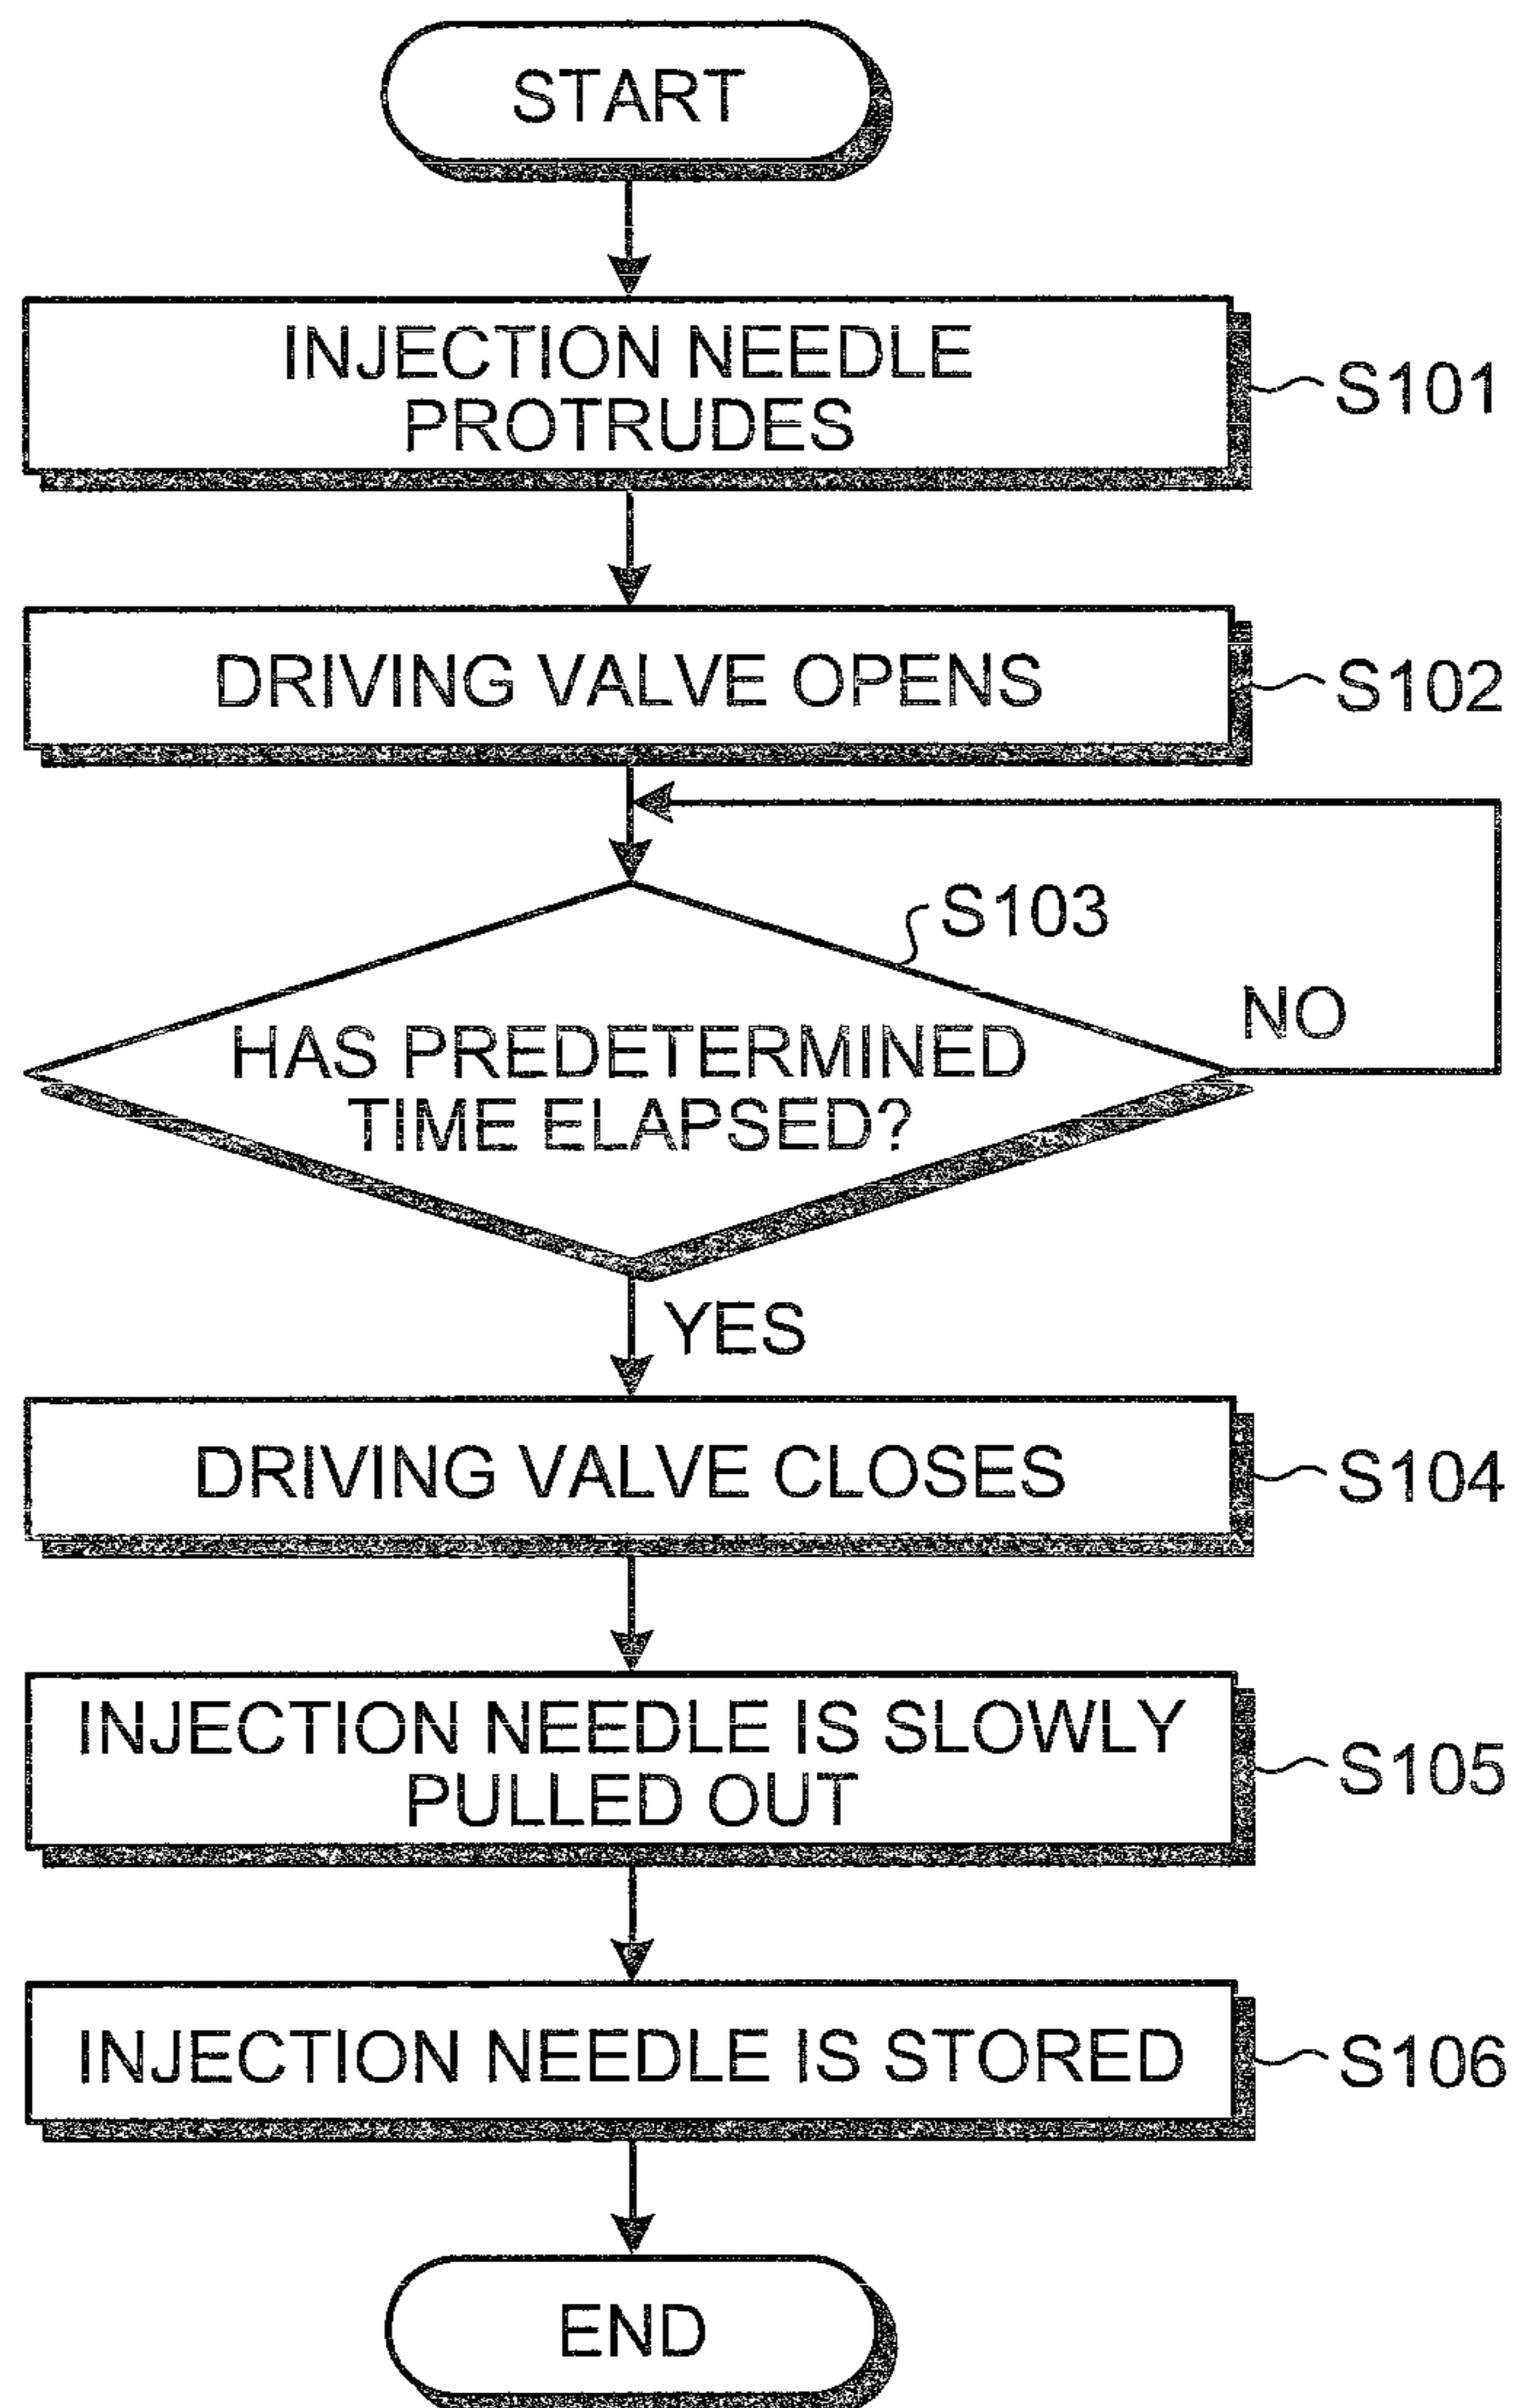 START
INJECTION NEEDLE
PROTRUDES
S101
DRIVING VALVE OPENS
S102
S103
NO
HAS PREDETERMINED
TIME ELAPSED?
YES
DRIVING VALVE CLOSES
S104
INJECTION NEEDLE IS SLOWLY
PULLED OUT
S105
INJECTION NEEDLE IS STORED
S106
END